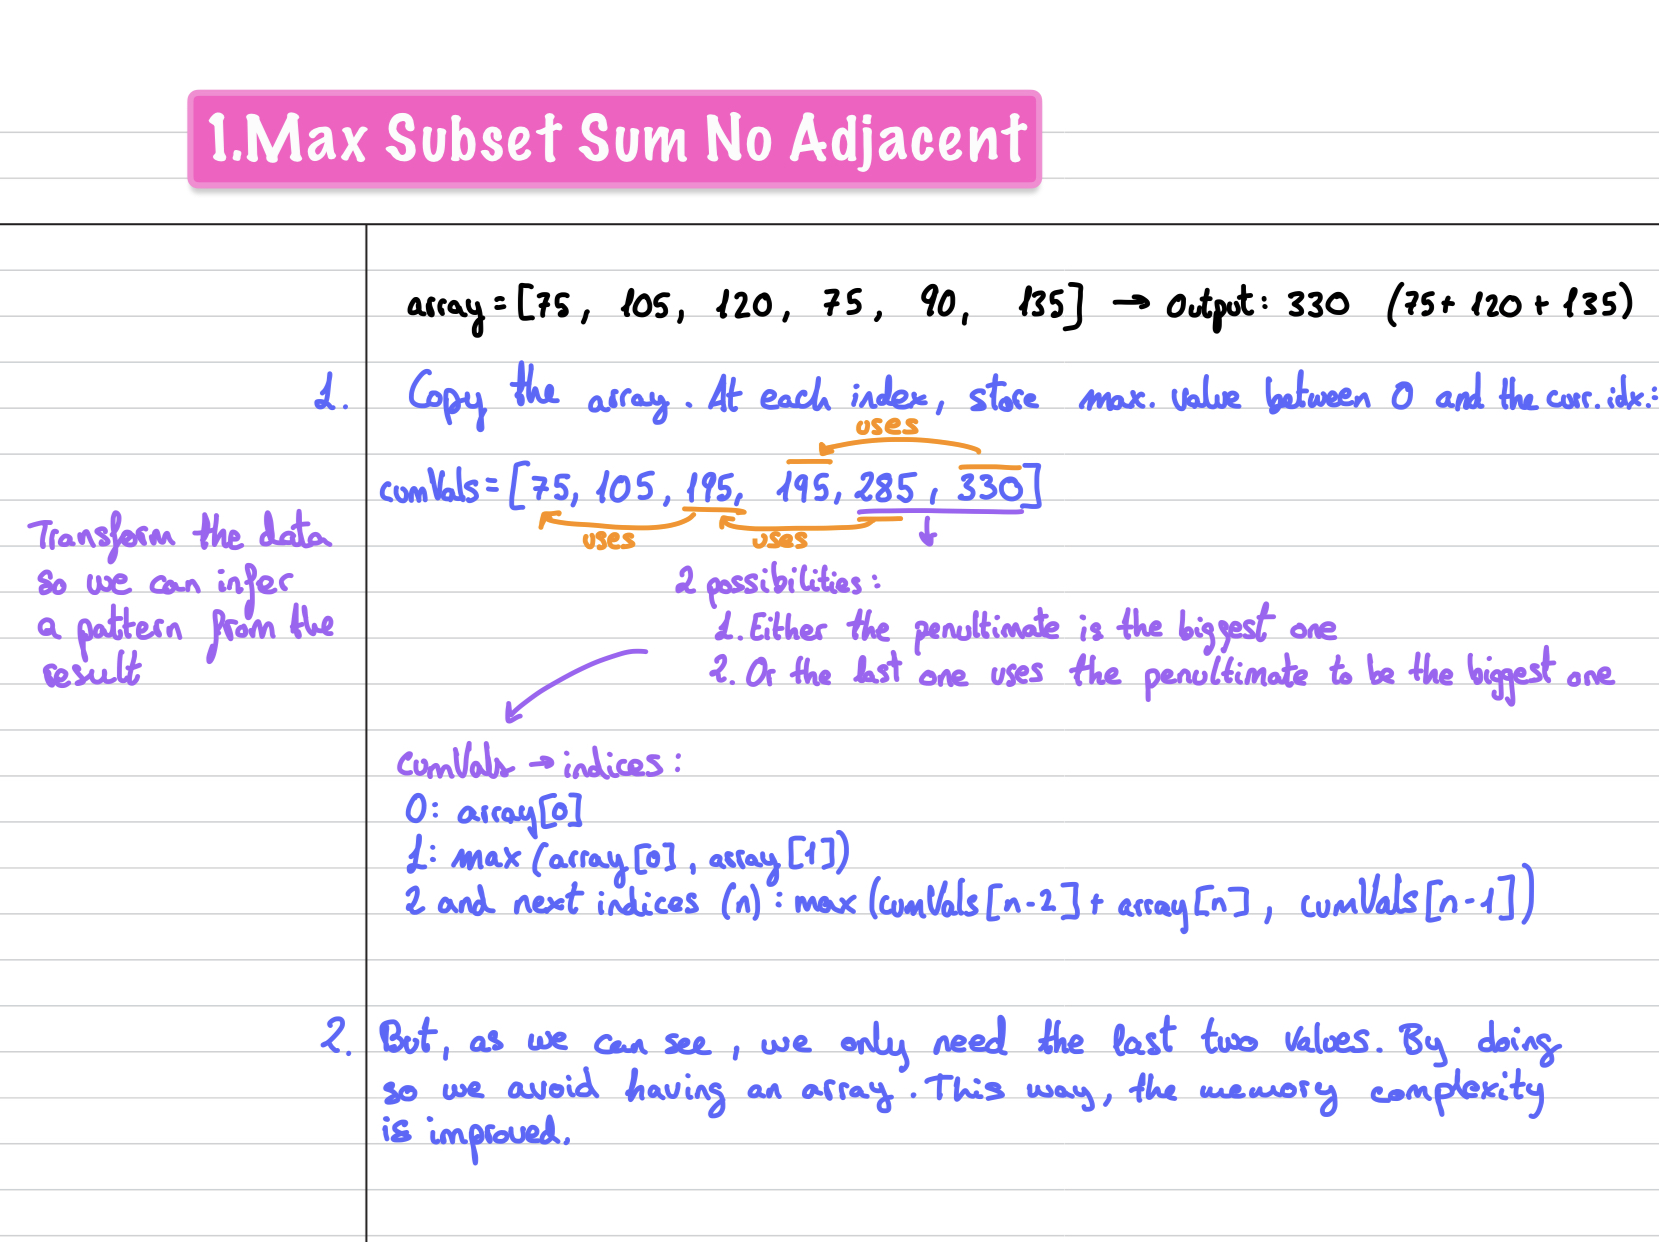 1.Max Subset Sum No Adjacent
array = [75, 105, 120, 75, 90, 135] → Output: 330 (75+ 120 + 135)
1. Copy the array. At each index, store max. value between 0 and the curr. idx.:
uses
cumVals = [75, 105, 195, 195, 285, 330]
uses uses
Transform the data
so we can infer
a pattern from the
result
2 possibilities:
1. Either the penultimate is the biggest one
2. Or the last one uses the penultimate to be the biggest one
cumVals → indices:
0: array[0]
1: max (array[0], array[1])
2 and next indices (n): max (cumVals[n-2] + array[n], cumVals[n-1])
2. But, as we can see, we only need the last two values. By doing
so we avoid having an array. This way, the memory complexity
is improved.